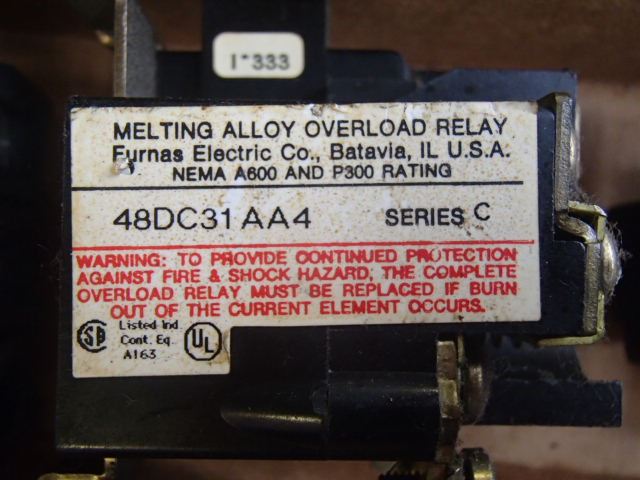 1*333
MELTING ALLOY OVERLOAD RELAY
Furnas Electric Co., Batavia, IL U.S.A.
NEMA A600 AND P300 RATING
48DC31AA4 SERIES C
WARNING: TO PROVIDE CONTINUED PROTECTION
AGAINST FIRE & SHOCK HAZARD, THE COMPLETE
OVERLOAD RELAY MUST BE REPLACED IF BURN
OUT OF THE CURRENT ELEMENT OCCURS.
SA Listed Ind. UL
Cont. Eq.
A163